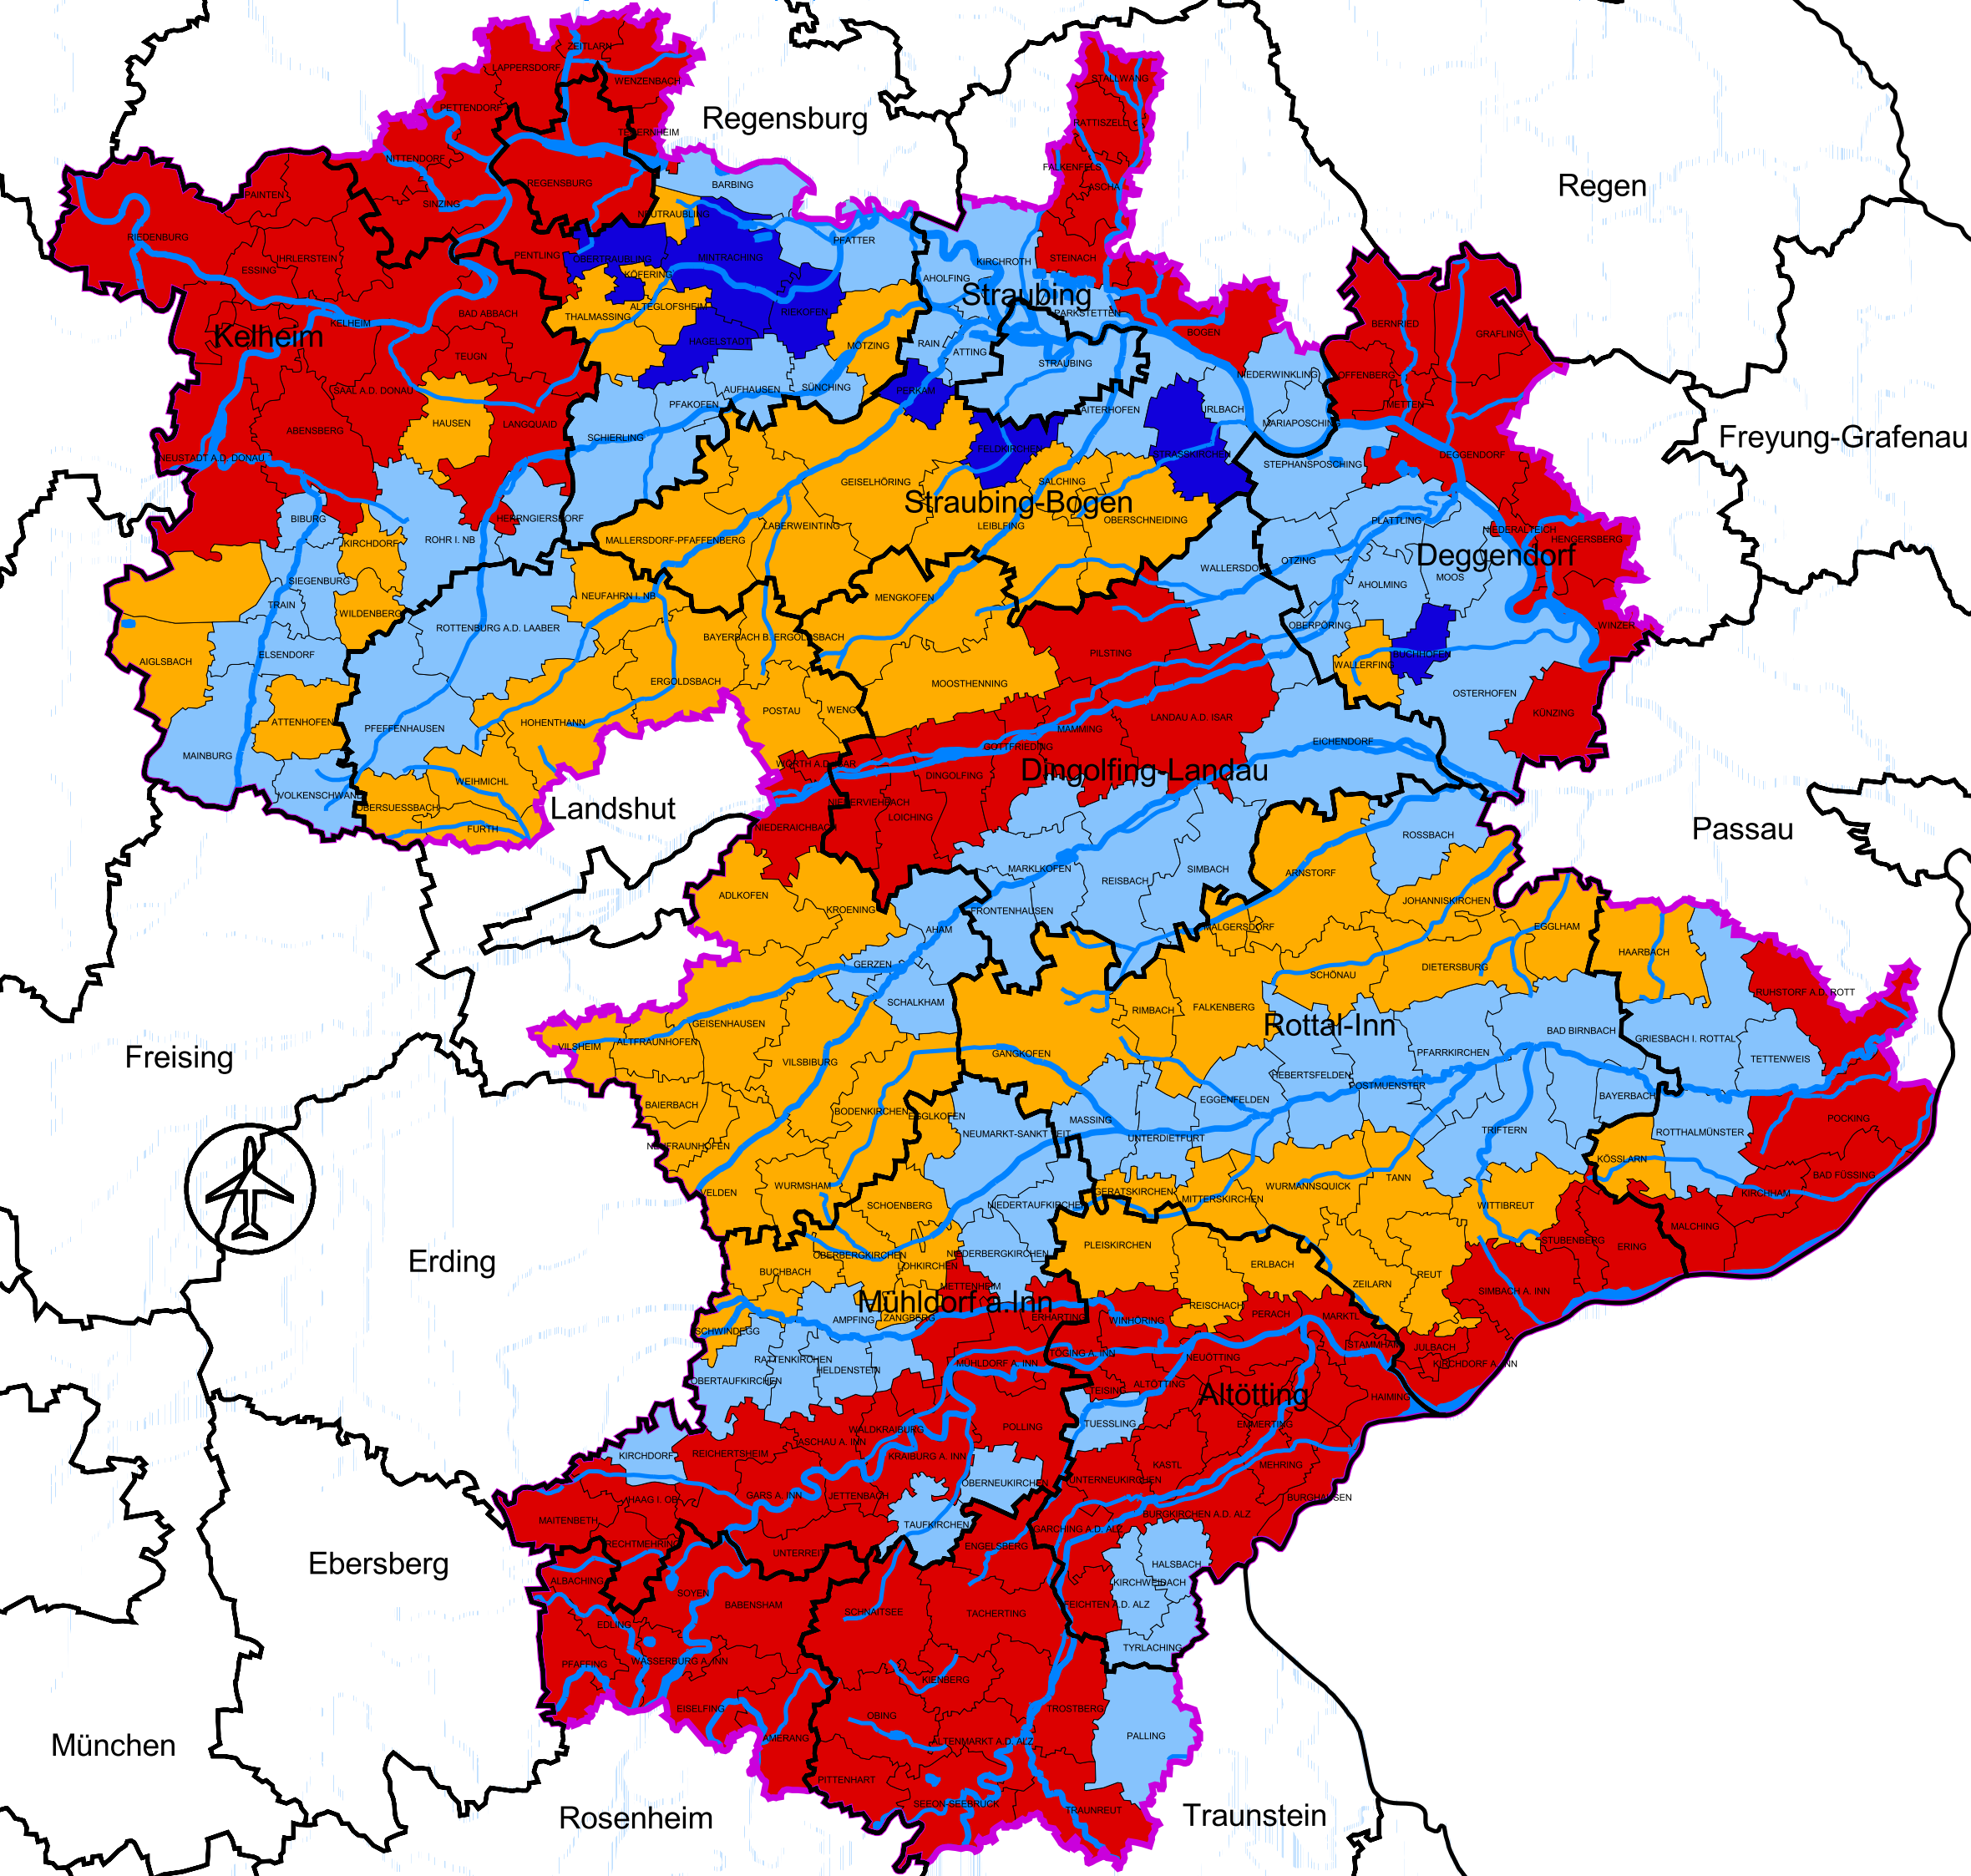 ZEITLARN
LAPPERSDORF
WENZENBACH
STALLWANG
PETTENDORF
Regensburg
RATTISZELL
NITTENDORF
FALKENFELS
REGENSBURG
BARBING
ASCHA
Regen
PAINTEN
SINZING
NEUTRAUBLING
RIEDENBURG
PFATTER
PENTLING
OBERTRAUBLING
MINTRACHING
KIRCHROTH
STEINACH
IHRLERSTEIN
ESSING
KÖFERING
AHOLFING
Straubing
ALTEGLOFSHEIM
BAD ABBACH
THALMASSING
RIEKOFEN
PARKSTETTEN
KELHEIM
Kelheim
BOGEN
BERNRIED
GRAFLING
HAGELSTADT
MÖTZING
RAIN
ATTING
TEUGN
STRAUBING
NIEDERWINKLING
OFFENBERG
SAAL A.D. DONAU
AUFHAUSEN
SÜNCHING
PERKAM
PFAKOFEN
METTEN
AITERHOFEN
IRLBACH
HAUSEN
LANGQUAID
MARIAPOSCHING
ABENSBERG
SCHIERLING
Freyung-Grafenau
FELDKIRCHEN
STRASSKIRCHEN
NEUSTADT A.D. DONAU
DEGGENDORF
STEPHANSPOSCHING
GEISELHÖRING
SALCHING
Straubing-Bogen
BIBURG
HERRNGIERSDORF
LABERWEINTING
LEIBLFING
OBERSCHNEIDING
PLATTLING
NIEDERALTEICH
KIRCHDORF
ROHR I. NB
MALLERSDORF-PFAFFENBERG
HENGERSBERG
Deggendorf
OTZING
WALLERSDORF
SIEGENBURG
AHOLMING
MOOS
NEUFAHRN I. NB
MENGKOFEN
TRAIN
WILDENBERG
ROTTENBURG A.D. LAABER
OBERPÖRING
WINZER
BAYERBACH B. ERGOLDSBACH
PILSTING
BUCHHOFEN
ELSENDORF
AIGLSBACH
WALLERFING
ERGOLDSBACH
MOOSTHENNING
OSTERHOFEN
POSTAU
WENG
KÜNZING
ATTENHOFEN
HOHENTHANN
LANDAU A.D. ISAR
PFEFFENHAUSEN
MAMMING
EICHENDORF
GOTTFRIEDING
MAINBURG
WÖRTH A.D. ISAR
DINGOLFING
Dingolfing-Landau
WEIHMICHL
VOLKENSCHWAND
NIEDERVIEHBACH
OBERSUESSBACH
Landshut
LOICHING
FURTH
NIEDERAICHBACH
Passau
ROSSBACH
MARKLKOFEN
SIMBACH
ARNSTORF
REISBACH
ADLKOFEN
JOHANNISKIRCHEN
KROENING
FRONTENHAUSEN
MALGERSDORF
EGGLHAM
AHAM
HAARBACH
GERZEN
DIETERSBURG
SCHÖNAU
RUHSTORF A.D. ROTT
SCHALKHAM
FALKENBERG
RIMBACH
GEISENHAUSEN
Rottal-Inn
BAD BIRNBACH
GRIESBACH I. ROTTAL
ALTFRAUNHOFEN
VILSHEIM
GANGKOFEN
PFARRKIRCHEN
Freising
TETTENWEIS
VILSBIBURG
HEBERTSFELDEN
POSTMUENSTER
BAYERBACH
EGGENFELDEN
BAIERBACH
BODENKIRCHEN
EGGLKOFEN
MASSING
POCKING
NEUMARKT-SANKT VEIT
UNTERDIETFURT
TRIFTERN
ROTTHALMÜNSTER
NEUFRAUNHOFEN
KÖSSLARN
BAD FÜSSING
TANN
WURMSHAM
WURMANNSQUICK
VELDEN
GERATSKIRCHEN
KIRCHHAM
MITTERSKIRCHEN
SCHOENBERG
NIEDERTAUFKIRCHEN
WITTIBREUT
MALCHING
STUBENBERG
PLEISKIRCHEN
ERING
OBERBERGKIRCHEN
NIEDERBERGKIRCHEN
Erding
LOHKIRCHEN
ERLBACH
BUCHBACH
REUT
ZEILARN
METTENHEIM
SIMBACH A. INN
Mühldorf a.Inn
REISCHACH
PERACH
MARKTL
AMPFING
ZANGBERG
ERHARTING
WINHÖRING
SCHWINDEGG
STAMMHAM
JULBACH
TÖGING A. INN
NEUÖTTING
RATTENKIRCHEN
MÜHLDORF A. INN
KIRCHDORF A. INN
HELDENSTEIN
OBERTAUFKIRCHEN
TEISING
ALTÖTTING
Altötting
HAIMING
TUESSLING
EMMERTING
WALDKRAIBURG
POLLING
ASCHAU A. INN
REICHERTSHEIM
KIRCHDORF
KRAIBURG A. INN
KASTL
MEHRING
UNTERNEUKIRCHEN
OBERNEUKIRCHEN
GARS A. INN
JETTENBACH
BURGHAUSEN
HAAG I. OB
BURGKIRCHEN A.D. ALZ
MAITENBETH
TAUFKIRCHEN
GARCHING A.D. ALZ
RECHTMEHRING
ENGELSBERG
UNTERREIT
Ebersberg
HALSBACH
ALBACHING
KIRCHWEIDACH
SOYEN
BABENSHAM
FEICHTEN A.D. ALZ
SCHNAITSEE
TACHERTING
EDLING
TYRLACHING
PFAFFING
WASSERBURG A. INN
KIENBERG
EISELFING
TROSTBERG
OBING
München
AMERANG
ALTENMARKT A.D. ALZ
PALLING
PITTENHART
SEEON-SEEBRUCK
TRAUNREUT
Rosenheim
Traunstein